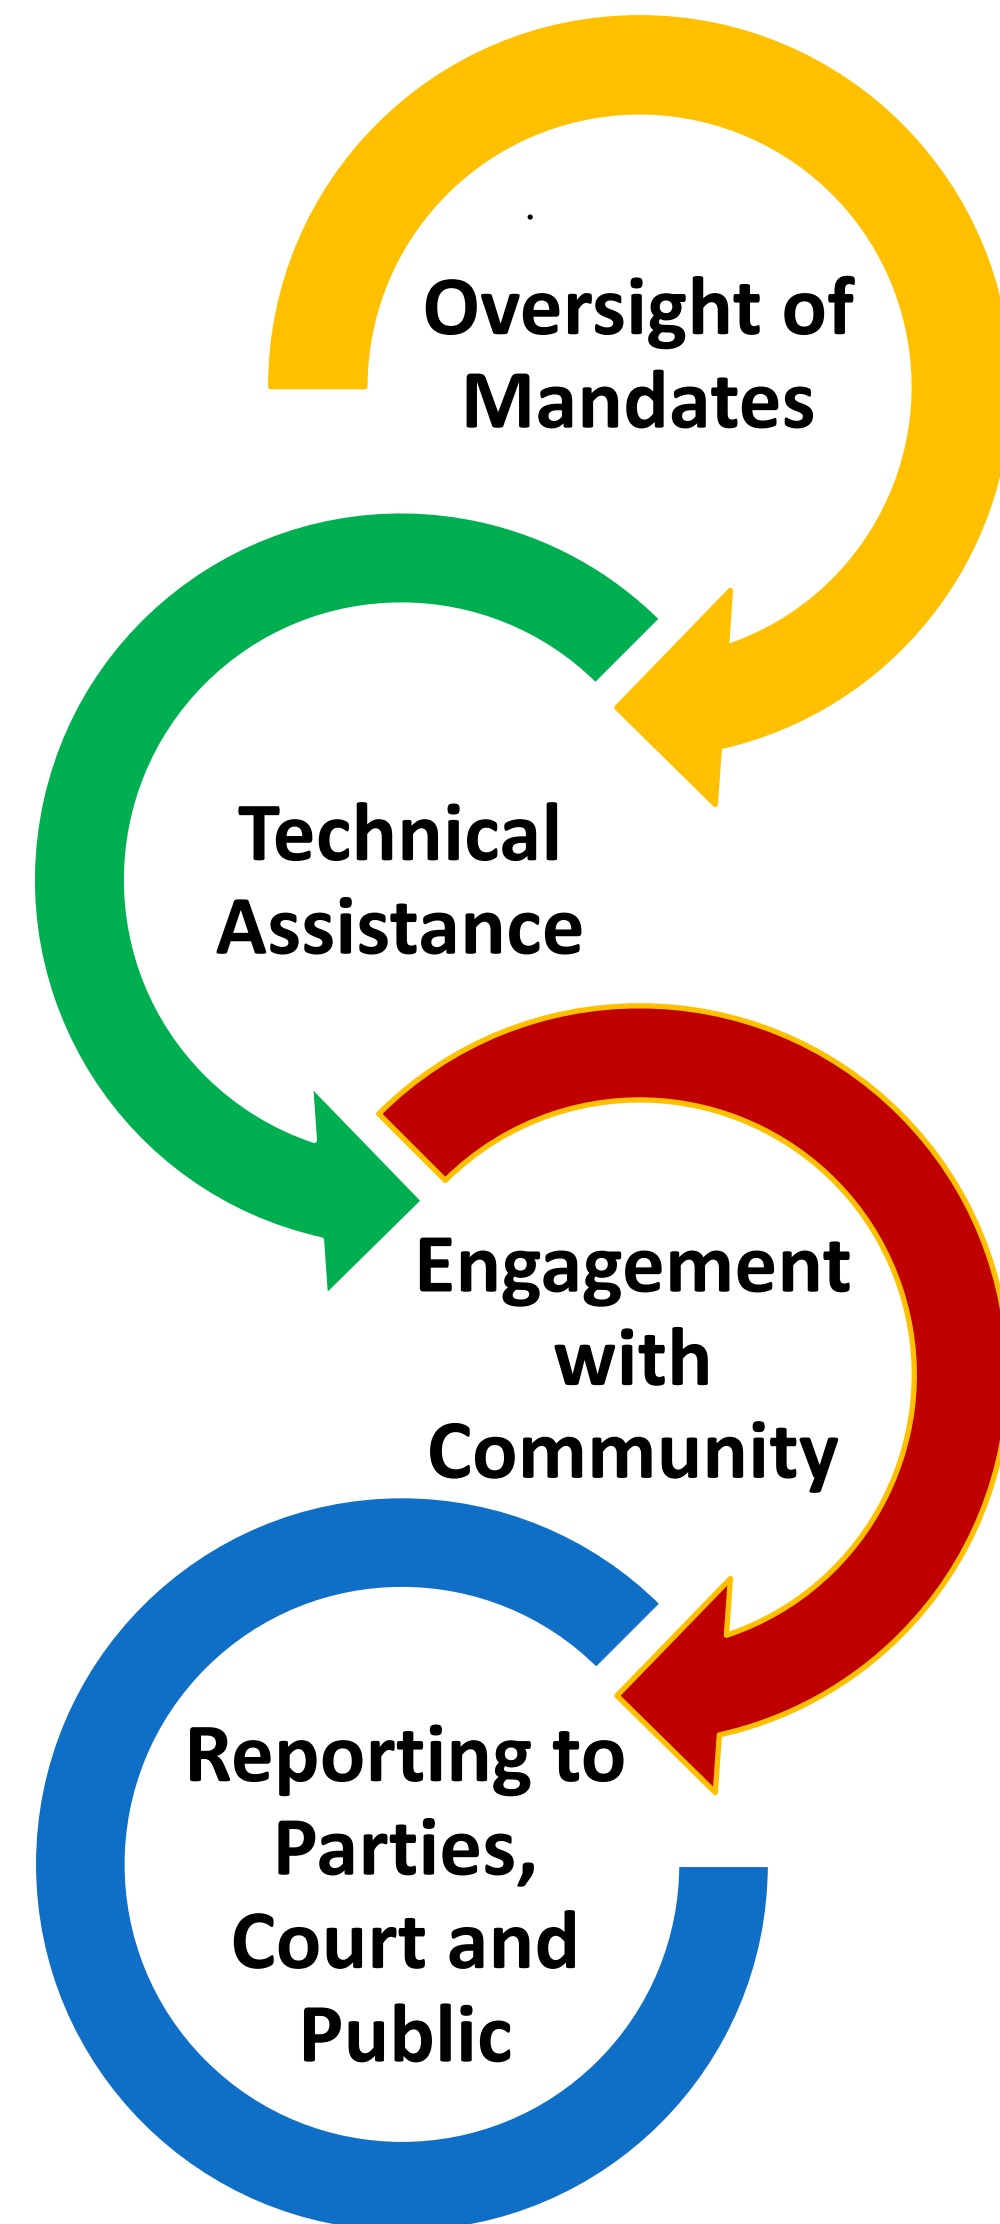 .
Oversight of
Mandates
Technical
Assistance
Engagement
with
Community
Reporting to
Parties,
Court and
Public